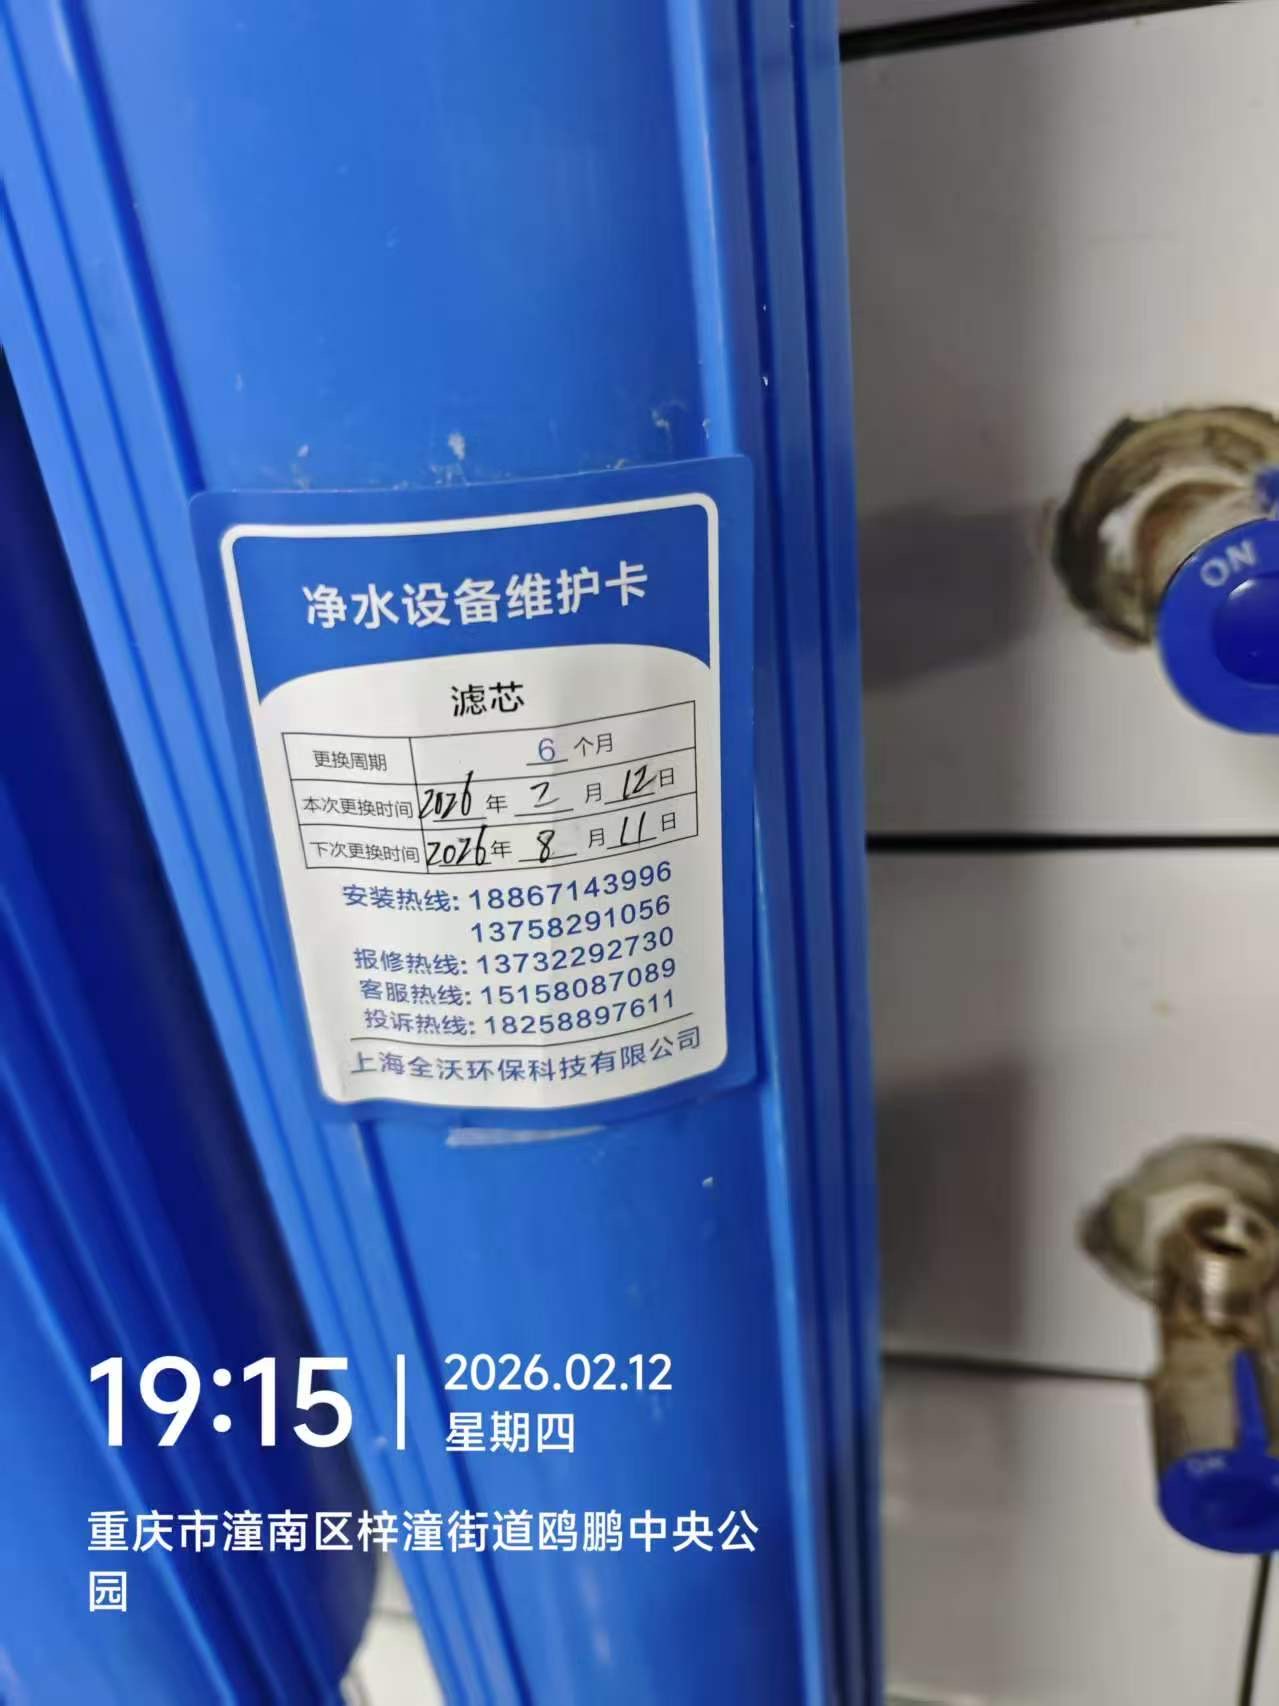 净水设备维护卡
滤芯
更换周期 6 个月
本次更换时间 2026 年 2 月 12 日
下次更换时间 2026 年 8 月 11 日
安装热线: 18867143996
13758291056
报修热线: 13732292730
客服热线: 15158087089
投诉热线: 18258897611
上海全沃环保科技有限公司
ON
19:15
2026.02.12
星期四
重庆市潼南区梓潼街道鸥鹏中央公
园